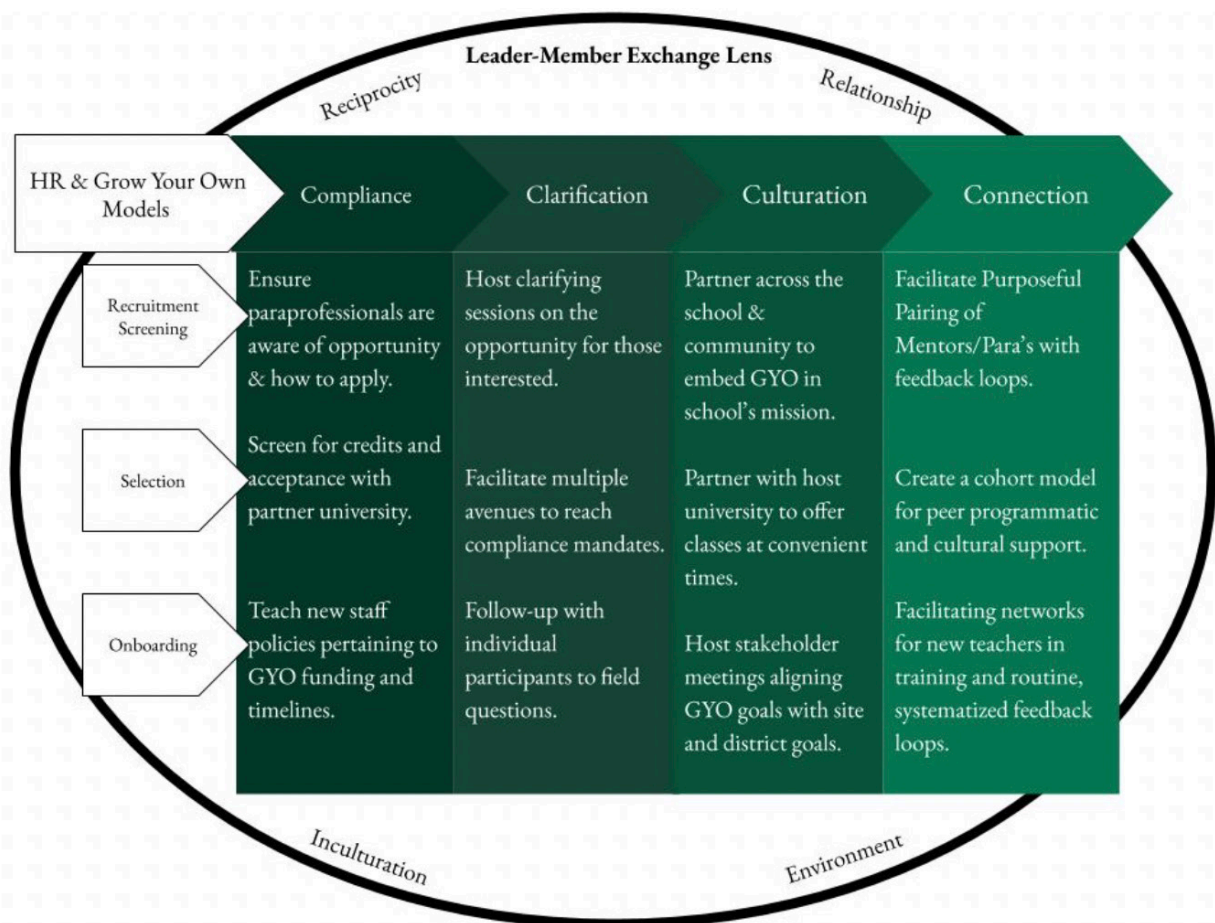 Leader-Member Exchange Lens
Reciprocity
Relationship
HR & Grow Your Own
Models
Compliance
Clarification
Culturation
Connection
Recruitment
Screening
Ensure
paraprofessionals are
aware of opportunity
& how to apply.
Host clarifying
sessions on the
opportunity for those
interested.
Partner across the
school &
community to
embed GYO in
school’s mission.
Facilitate Purposeful
Pairing of
Mentors/Para’s with
feedback loops.
Selection
Screen for credits and
acceptance with
partner university.
Facilitate multiple
avenues to reach
compliance mandates.
Partner with host
university to offer
classes at convenient
times.
Create a cohort model
for peer programmatic
and cultural support.
Onboarding
Teach new staff
policies pertaining to
GYO funding and
timelines.
Follow-up with
individual
participants to field
questions.
Host stakeholder
meetings aligning
GYO goals with site
and district goals.
Facilitating networks
for new teachers in
training and routine,
systematized feedback
loops.
Inculturation
Environment